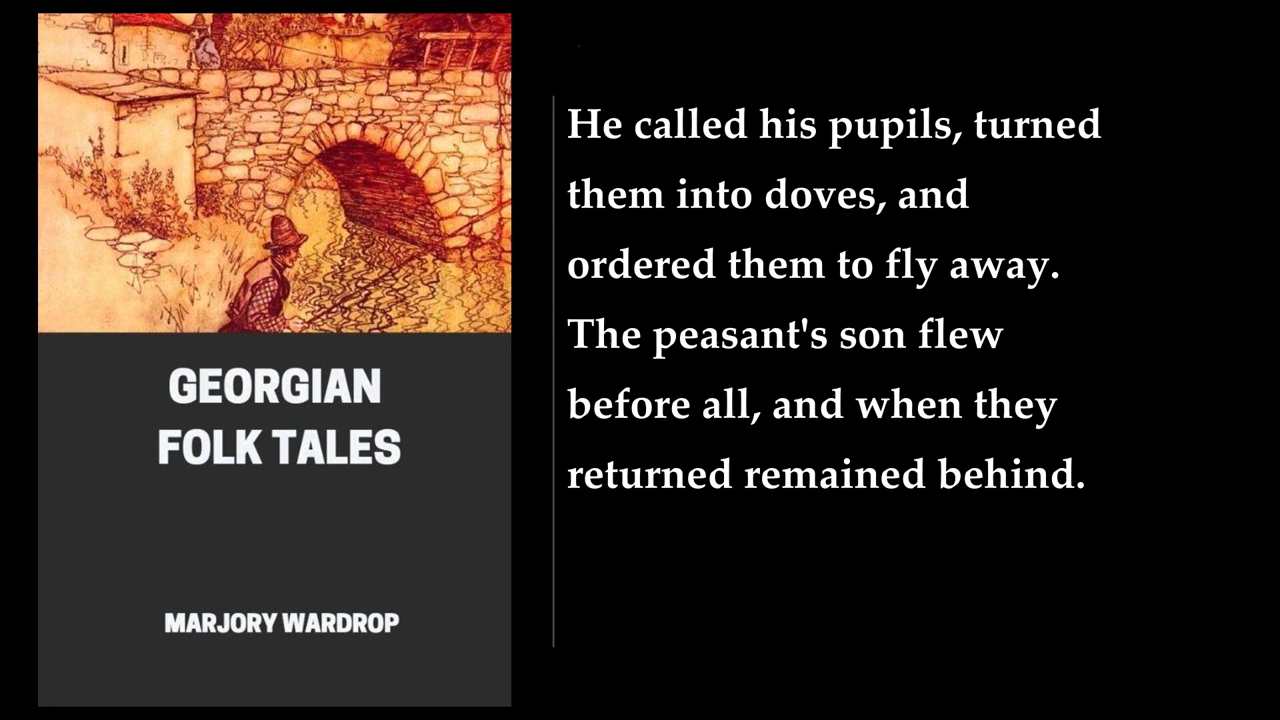 GEORGIAN
FOLK TALES
MARJORY WARDROP
He called his pupils, turned
them into doves, and
ordered them to fly away.
The peasant's son flew
before all, and when they
returned remained behind.